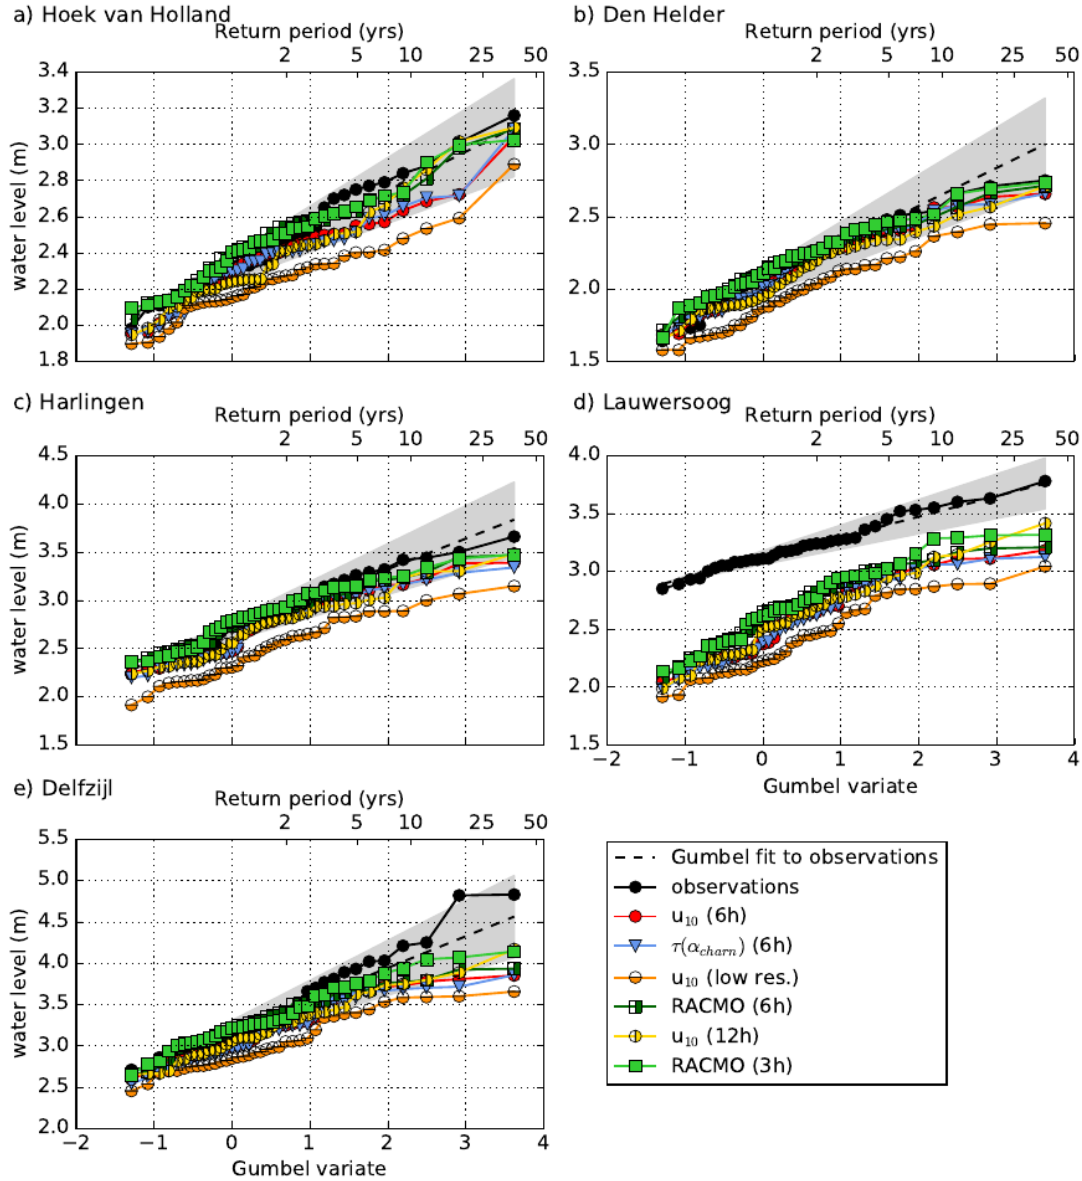 a) Hoek van Holland
Return period (yrs)
2 5 10 25 50
3.4
3.2
3.0
2.8
2.6
2.4
2.2
2.0
1.8
water level (m)
−2 −1 0 1 2 3 4
b) Den Helder
Return period (yrs)
2 5 10 25 50
3.5
3.0
2.5
2.0
1.5
c) Harlingen
Return period (yrs)
2 5 10 25 50
4.5
4.0
3.5
3.0
2.5
2.0
1.5
water level (m)
d) Lauwersoog
Return period (yrs)
2 5 10 25 50
4.0
3.5
3.0
2.5
2.0
1.5
−2 −1 0 1 2 3 4
Gumbel variate
e) Delfzijl
Return period (yrs)
2 5 10 25 50
5.5
5.0
4.5
4.0
3.5
3.0
2.5
2.0
water level (m)
−2 −1 0 1 2 3 4
Gumbel variate
Gumbel fit to observations
observations
u₁₀ (6h)
τ(α_charn) (6h)
u₁₀ (low res.)
RACMO (6h)
u₁₀ (12h)
RACMO (3h)